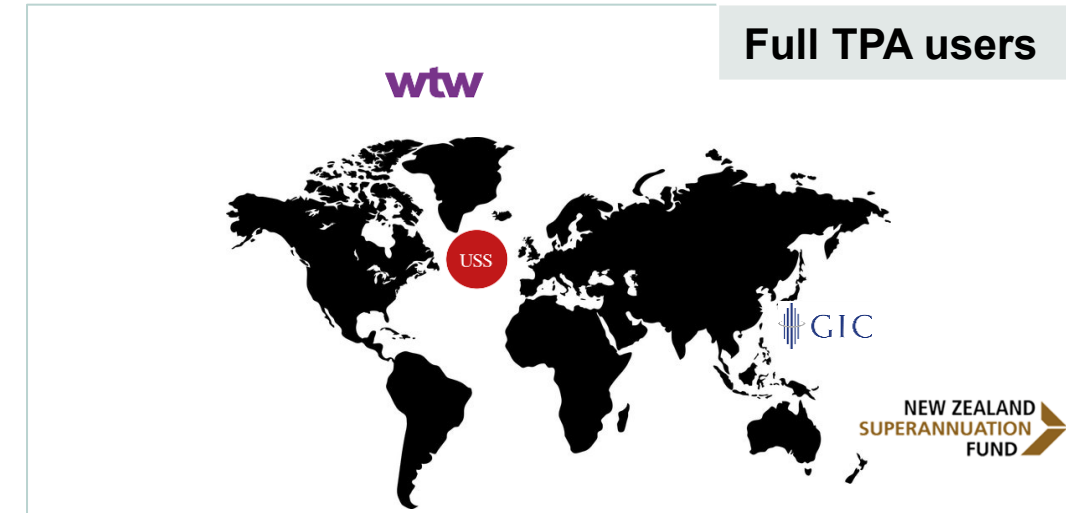 Full TPA users
wtw
USS
GIC
NEW ZEALAND
SUPERANNUATION
FUND